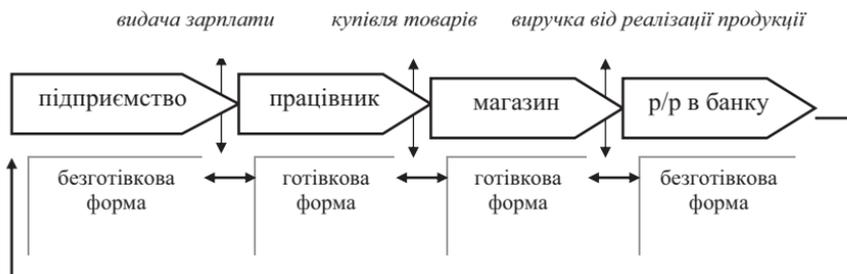 видача зарплати купівля товарів виручка від реалізації продукції
підприємство працівник магазин р/р в банку
безготівкова готівкова готівкова безготівкова
форма форма форма форма